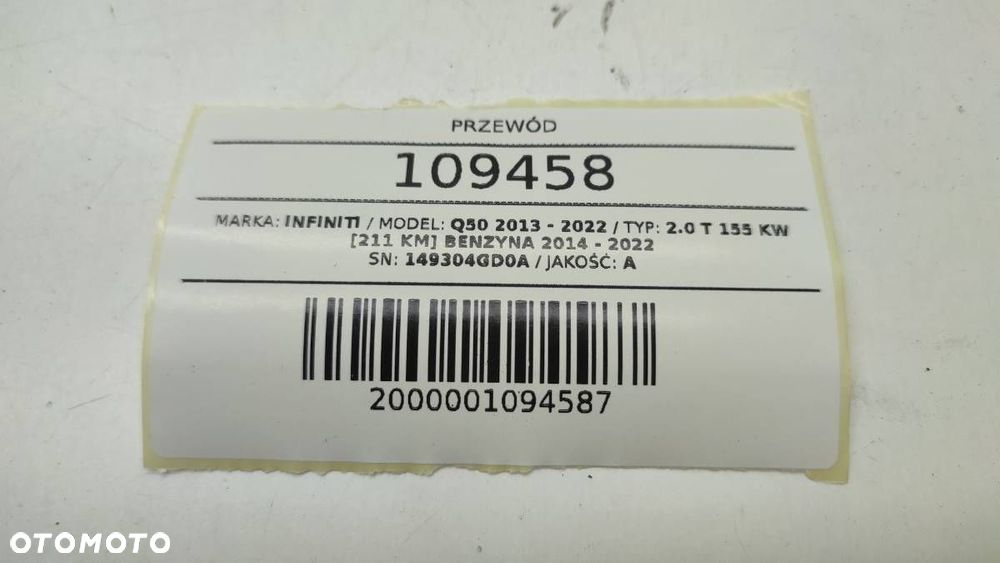 PRZEWÓD
109458
MARKA: INFINITI / MODEL: Q50 2013 - 2022 / TYP: 2.0 T 155 KW
[211 KM] BENZYNA 2014 - 2022
SN: 149304GD0A / JAKOŚĆ: A
2000001094587
OTOMOTO